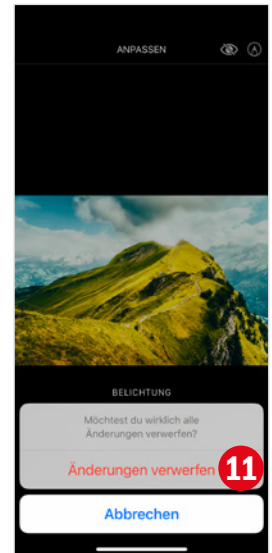 ANPASSEN
BELICHTUNG
Möchtest du wirklich alle
Änderungen verwerfen?
Änderungen verwerfen
11
Abbrechen